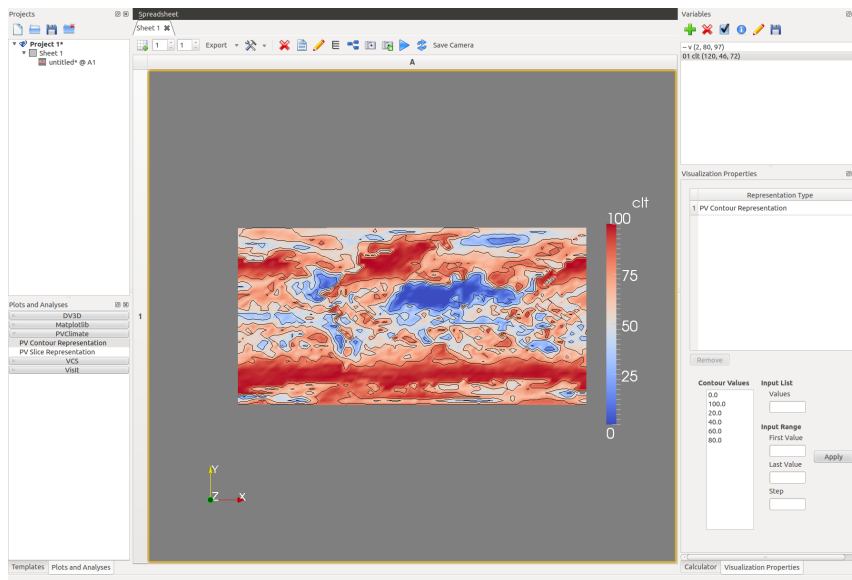 Projects
Project 1*
Sheet 1
untitled* @ A1
Plots and Analyses
DV3D
Matplotlib
PVClimate
PV Contour Representation
PV Slice Representation
VCS
VisIt
Templates
Plots and Analyses
Spreadsheet
Sheet 1
1
1
Export
Save Camera
A
1
clt
100
75
50
25
0
Y
Z
X
Variables
-- v (2, 80, 97)
01 clt (120, 46, 72)
Visualization Properties
Representation Type
1 PV Contour Representation
Remove
Contour Values
0.0
100.0
20.0
40.0
60.0
80.0
Input List
Values
Input Range
First Value
Last Value
Step
Apply
Calculator
Visualization Properties